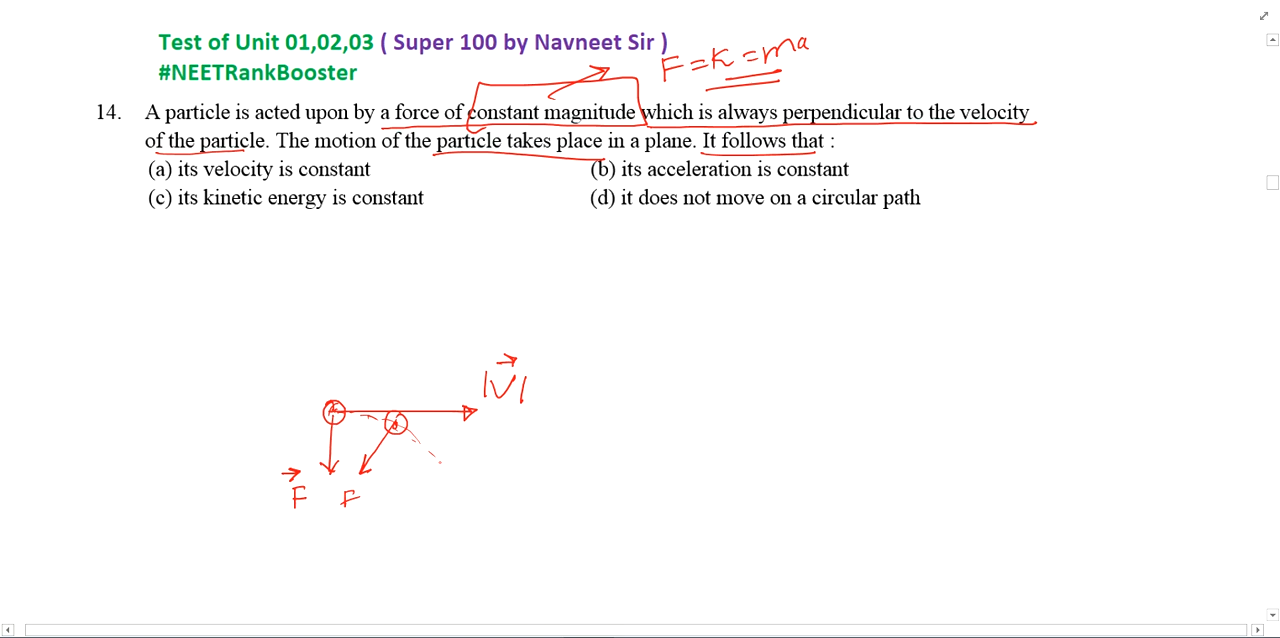 Test of Unit 01,02,03 ( Super 100 by Navneet Sir )
#NEETRankBooster
F = K = ma
14. A particle is acted upon by a force of constant magnitude which is always perpendicular to the velocity
of the particle. The motion of the particle takes place in a plane. It follows that :
(a) its velocity is constant (b) its acceleration is constant
(c) its kinetic energy is constant (d) it does not move on a circular path
|V⃗|
F⃗ F